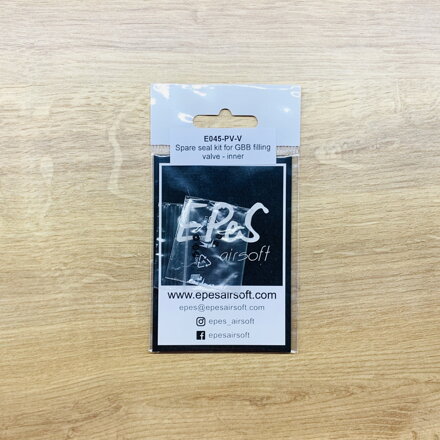 E045-PV-V
Spare seal kit for GBB filling
valve - inner
EPeS
airsoft
www.epesairsoft.com
epes@epesairsoft.com
epes_airsoft
epesairsoft